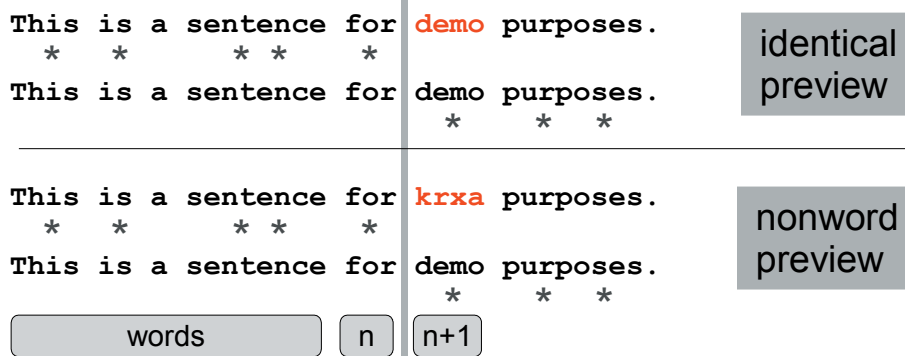 This is a sentence for demo purposes.
* * * * *
This is a sentence for demo purposes.
* * *
identical
preview
This is a sentence for krxa purposes.
* * * * *
This is a sentence for demo purposes.
* * *
nonword
preview
words n n+1